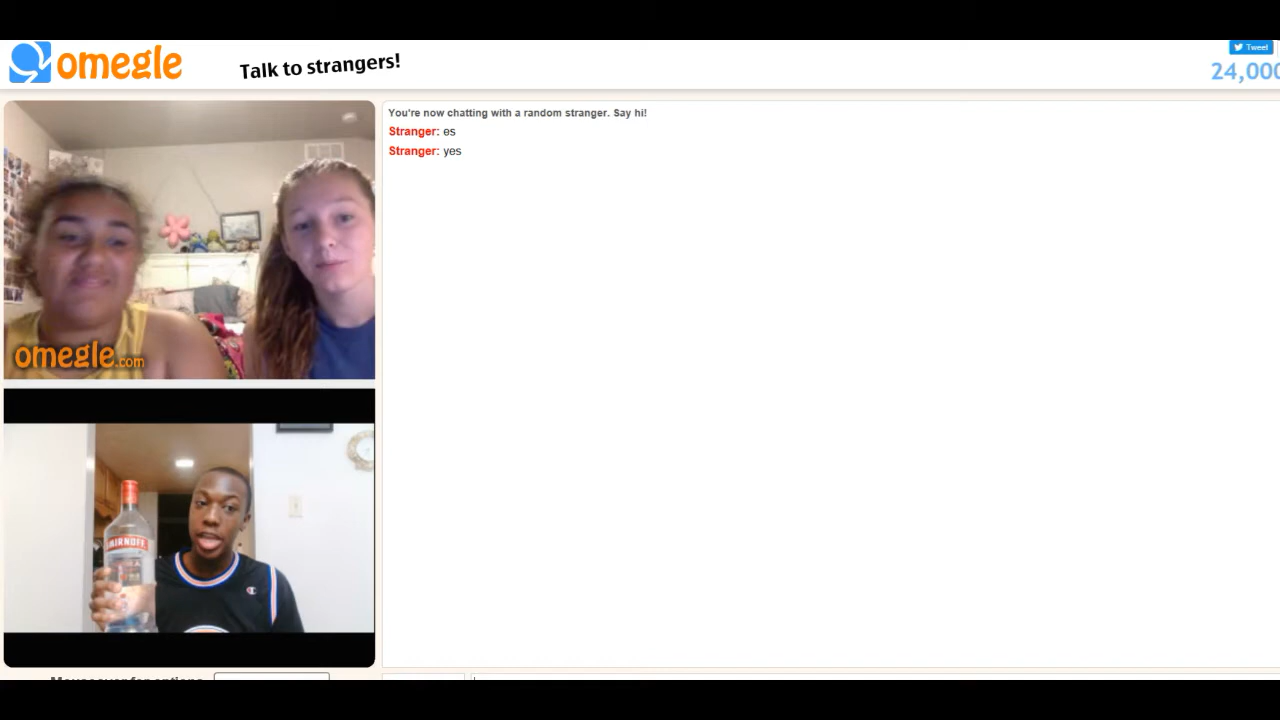 omegle
Talk to strangers!
Tweet
24,000
You're now chatting with a random stranger. Say hi!
Stranger: es
Stranger: yes
omegle.com
MIRNOFF